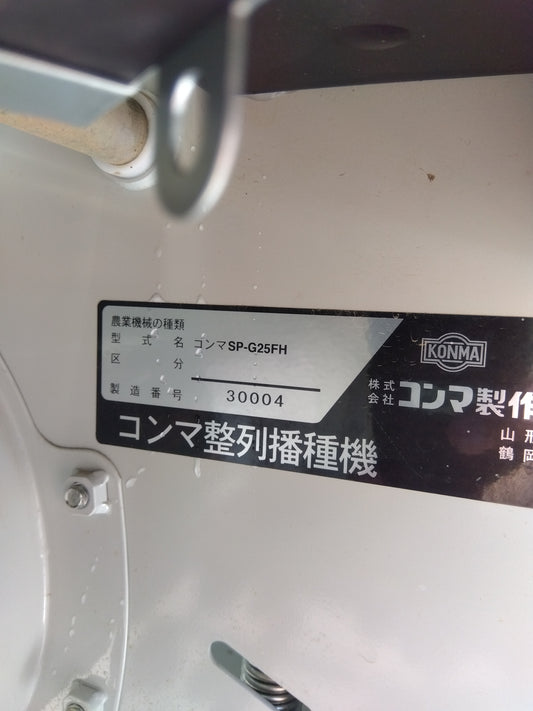 農業機械の種類
型式名 コンマSP-G25FH
区分
製造番号 30004
コンマ整列播種機
KONMA
株式会社 コンマ製作
山形
鶴岡